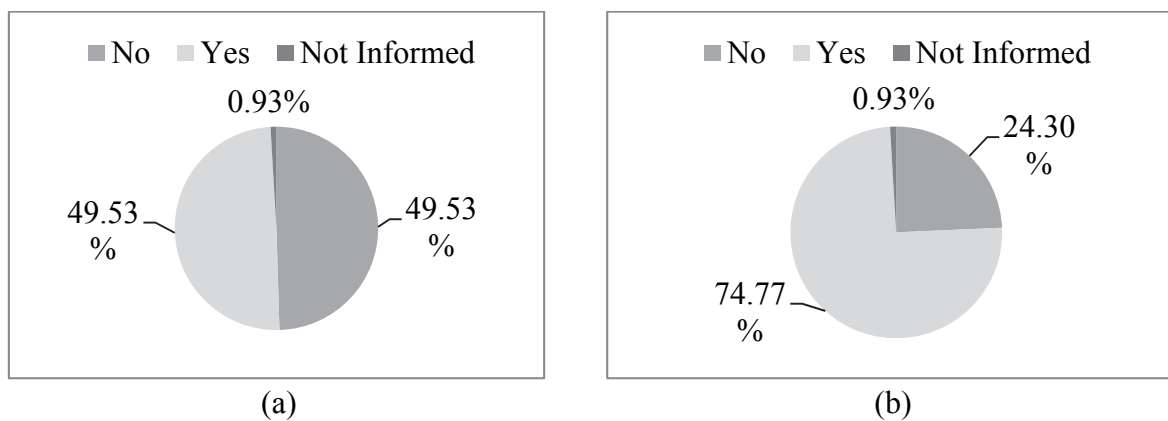 No Yes Not Informed
0.93%
49.53
%
49.53
%
(a)
No Yes Not Informed
0.93%
24.30
%
74.77
%
(b)